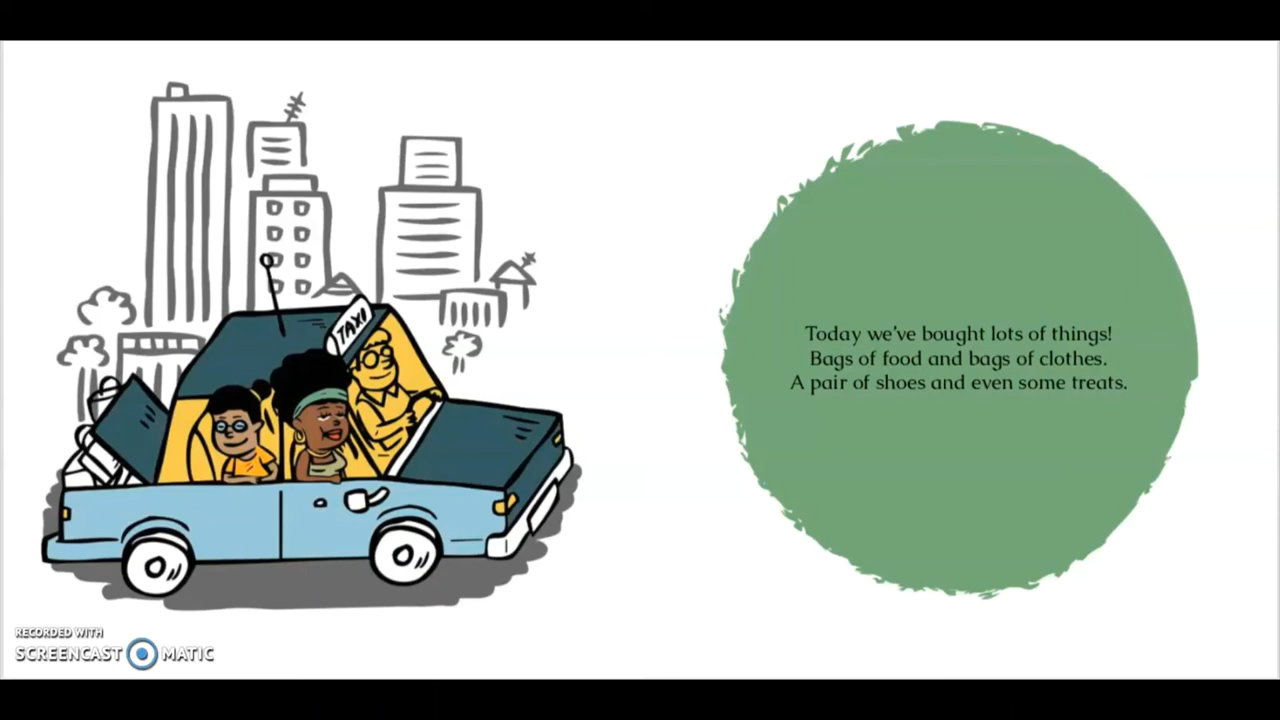 TAXI
Today we've bought lots of things!
Bags of food and bags of clothes.
A pair of shoes and even some treats.
RECORDED WITH
SCREENCAST MATIC